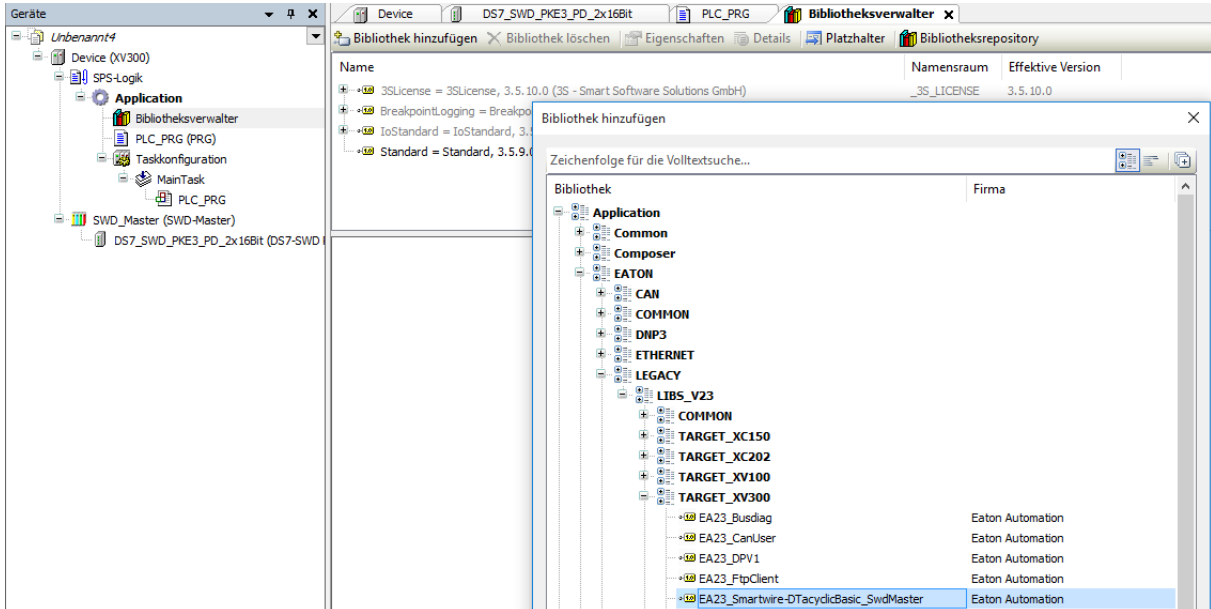 Geräte
Device
DS7_SWD_PKE3_PD_2x16Bit
PLC_PRG
Bibliotheksverwalter
Unbenannt4
Device (XV300)
SPS-Logik
Application
Bibliotheksverwalter
PLC_PRG (PRG)
Taskkonfiguration
MainTask
PLC_PRG
SWD_Master (SWD-Master)
DS7_SWD_PKE3_PD_2x16Bit (DS7-SWD
Bibliothek hinzufügen Bibliothek löschen Eigenschaften Details Platzhalter Bibliotheksrepository
Name Namensraum Effektive Version
3SLicense = 3SLicense, 3.5.10.0 (3S - Smart Software Solutions GmbH) _3S_LICENSE 3.5.10.0
BreakpointLogging = Breakpo
IoStandard = IoStandard, 3.
Standard = Standard, 3.5.9.
Bibliothek hinzufügen
Zeichenfolge für die Volltextsuche...
Bibliothek Firma
Application
Common
Composer
EATON
CAN
COMMON
DNP3
ETHERNET
LEGACY
LIBS_V23
COMMON
TARGET_XC150
TARGET_XC202
TARGET_XV100
TARGET_XV300
EA23_Busdiag Eaton Automation
EA23_CanUser Eaton Automation
EA23_DPV1 Eaton Automation
EA23_FtpClient Eaton Automation
EA23_Smartwire-DTacyclicBasic_SwdMaster Eaton Automation